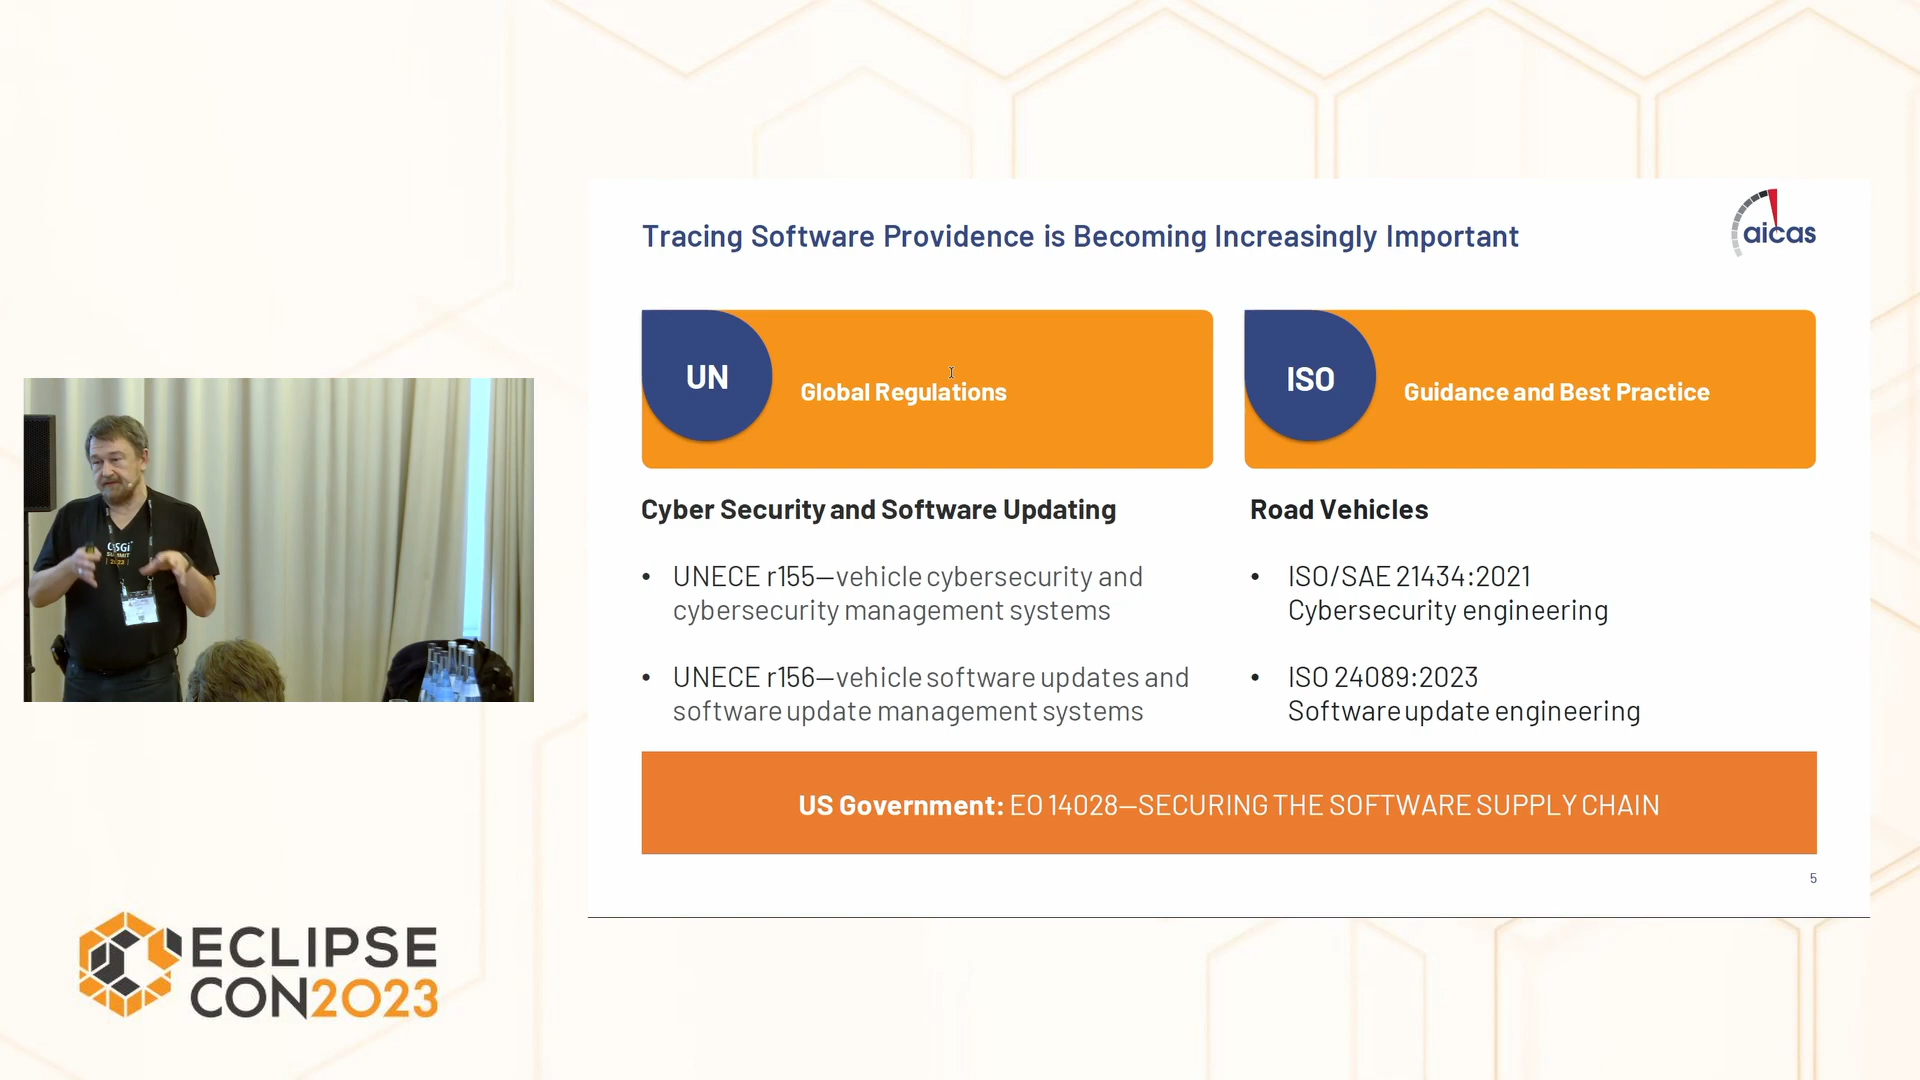 Tracing Software Providence is Becoming Increasingly Important
aicas
UN
Global Regulations
ISO
Guidance and Best Practice
Cyber Security and Software Updating
• UNECE r155—vehicle cybersecurity and
cybersecurity management systems
• UNECE r156—vehicle software updates and
software update management systems
Road Vehicles
• ISO/SAE 21434:2021
Cybersecurity engineering
• ISO 24089:2023
Software update engineering
US Government: EO 14028—SECURING THE SOFTWARE SUPPLY CHAIN
5
ECLIPSE
CON2023